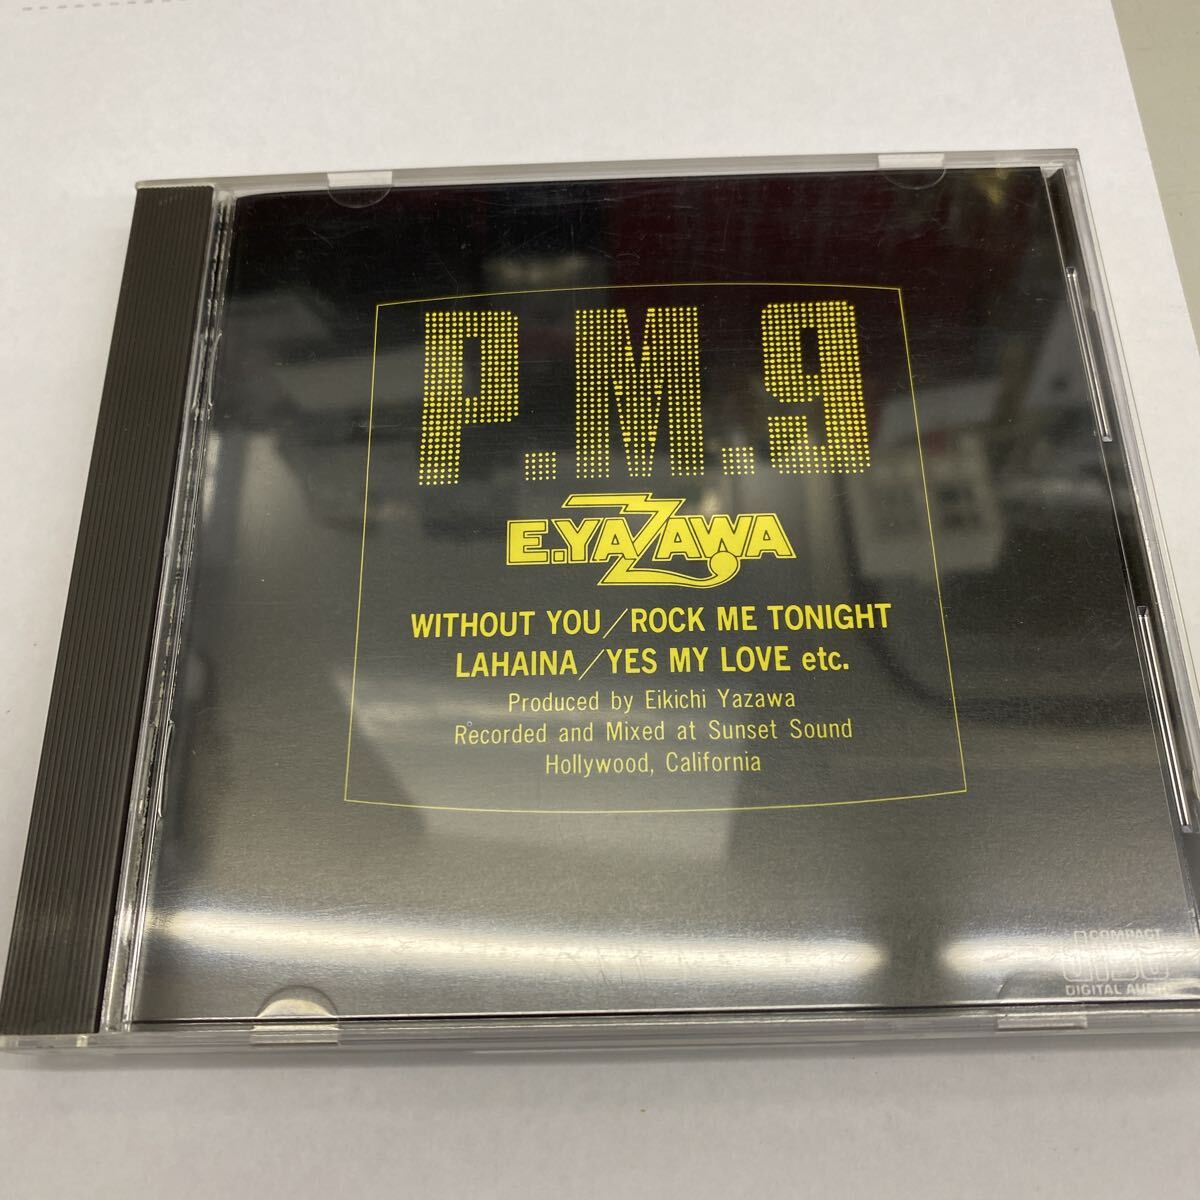 P.M.9
E.YAZAWA
WITHOUT YOU/ROCK ME TONIGHT
LAHAINA/YES MY LOVE etc.
Produced by Eikichi Yazawa
Recorded and Mixed at Sunset Sound
Hollywood, California
COMPACT
disc
DIGITAL AUDIO